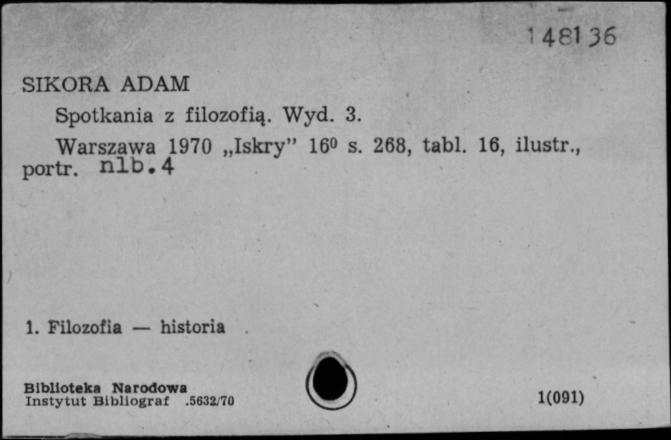 148136
SIKORA ADAM
Spotkania z filozofią. Wyd. 3.
Warszawa 1970 „Iskry” 16⁰ s. 268, tabl. 16, ilustr.,
portr. nlb.4
1. Filozofia — historia
Biblioteka Narodowa
Instytut Bibliograf .5632/70
1(091)